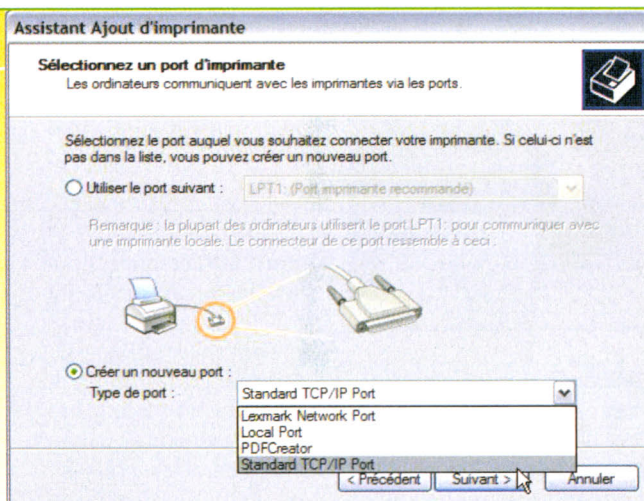 Assistant Ajout d'imprimante
Sélectionnez un port d'imprimante
Les ordinateurs communiquent avec les imprimantes via les ports.
Sélectionnez le port auquel vous souhaitez connecter votre imprimante. Si celui-ci n'est
pas dans la liste, vous pouvez créer un nouveau port.
Utiliser le port suivant :
LPT1: (Port imprimante recommandé)
Remarque : la plupart des ordinateurs utilisent le port LPT1: pour communiquer avec
une imprimante locale. Le connecteur de ce port ressemble à ceci :
Créer un nouveau port :
Type de port :
Standard TCP/IP Port
Lexmark Network Port
Local Port
PDFCreator
Standard TCP/IP Port
< Précédent
Suivant >
Annuler